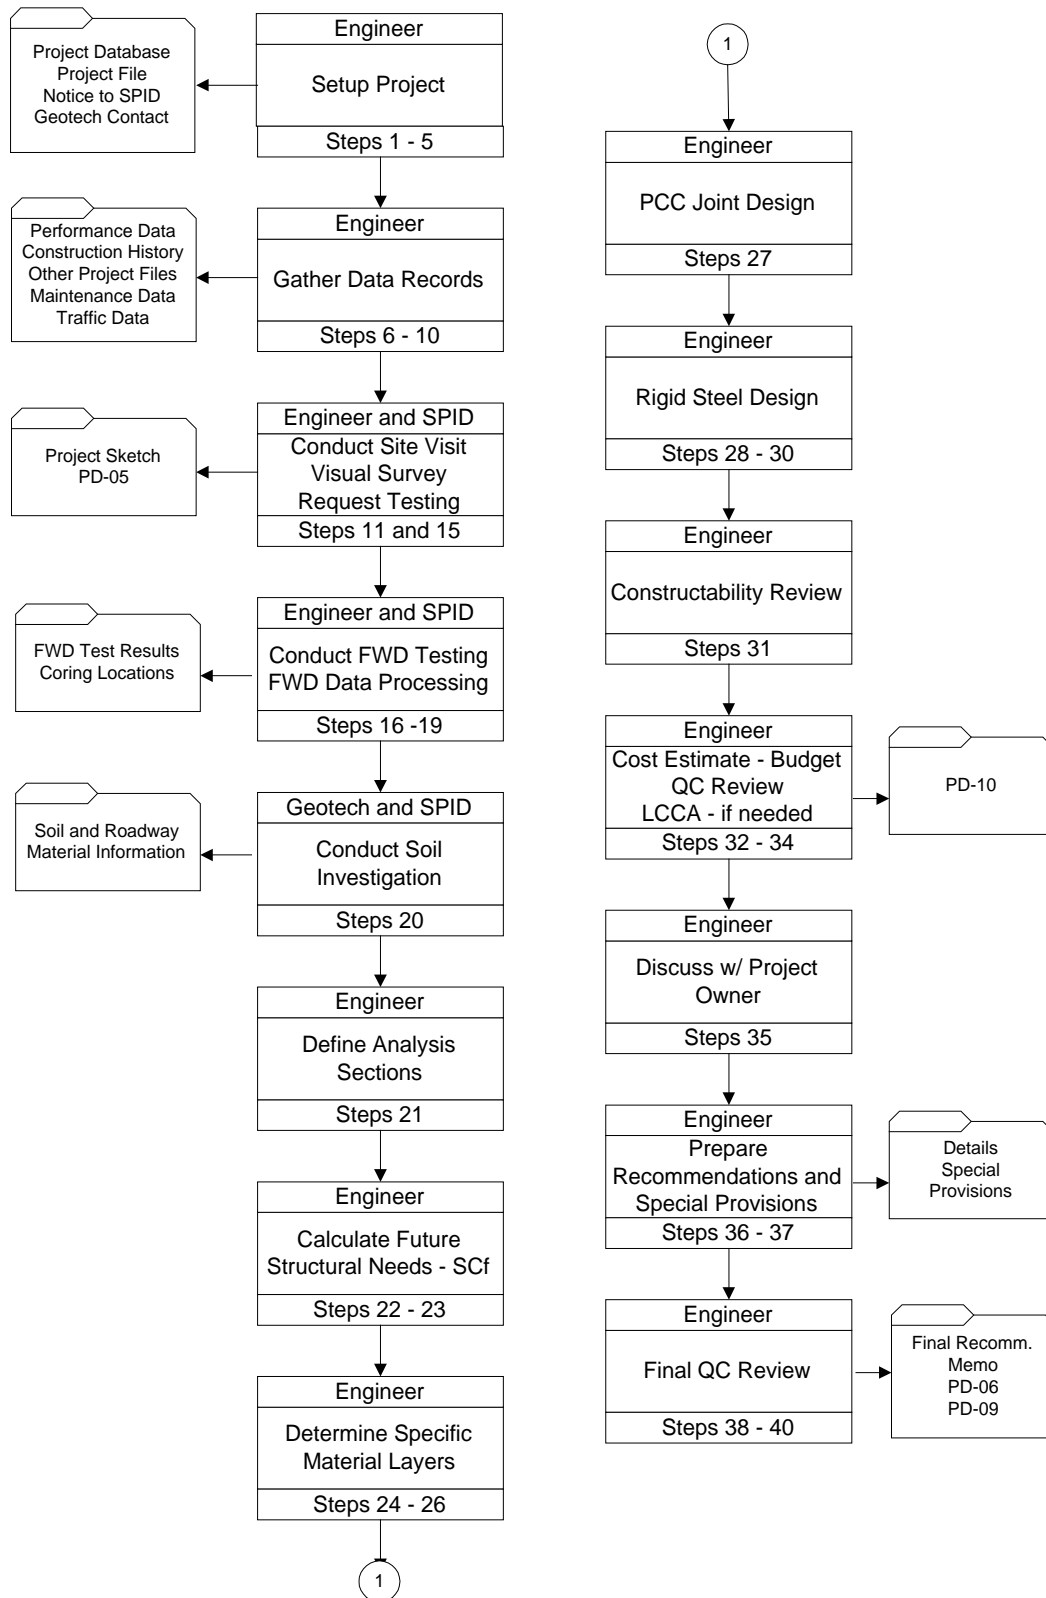 Project Database
Project File
Notice to SPID
Geotech Contact
Engineer
Setup Project
Steps 1 - 5
Performance Data
Construction History
Other Project Files
Maintenance Data
Traffic Data
Engineer
Gather Data Records
Steps 6 - 10
Project Sketch
PD-05
Engineer and SPID
Conduct Site Visit
Visual Survey
Request Testing
Steps 11 and 15
FWD Test Results
Coring Locations
Engineer and SPID
Conduct FWD Testing
FWD Data Processing
Steps 16 -19
Soil and Roadway
Material Information
Geotech and SPID
Conduct Soil
Investigation
Steps 20
Engineer
Define Analysis
Sections
Steps 21
Engineer
Calculate Future
Structural Needs - SCf
Steps 22 - 23
Engineer
Determine Specific
Material Layers
Steps 24 - 26
1
1
Engineer
PCC Joint Design
Steps 27
Engineer
Rigid Steel Design
Steps 28 - 30
Engineer
Constructability Review
Steps 31
Engineer
Cost Estimate - Budget
QC Review
LCCA - if needed
Steps 32 - 34
PD-10
Engineer
Discuss w/ Project
Owner
Steps 35
Engineer
Prepare
Recommendations and
Special Provisions
Steps 36 - 37
Details
Special
Provisions
Engineer
Final QC Review
Steps 38 - 40
Final Recomm.
Memo
PD-06
PD-09